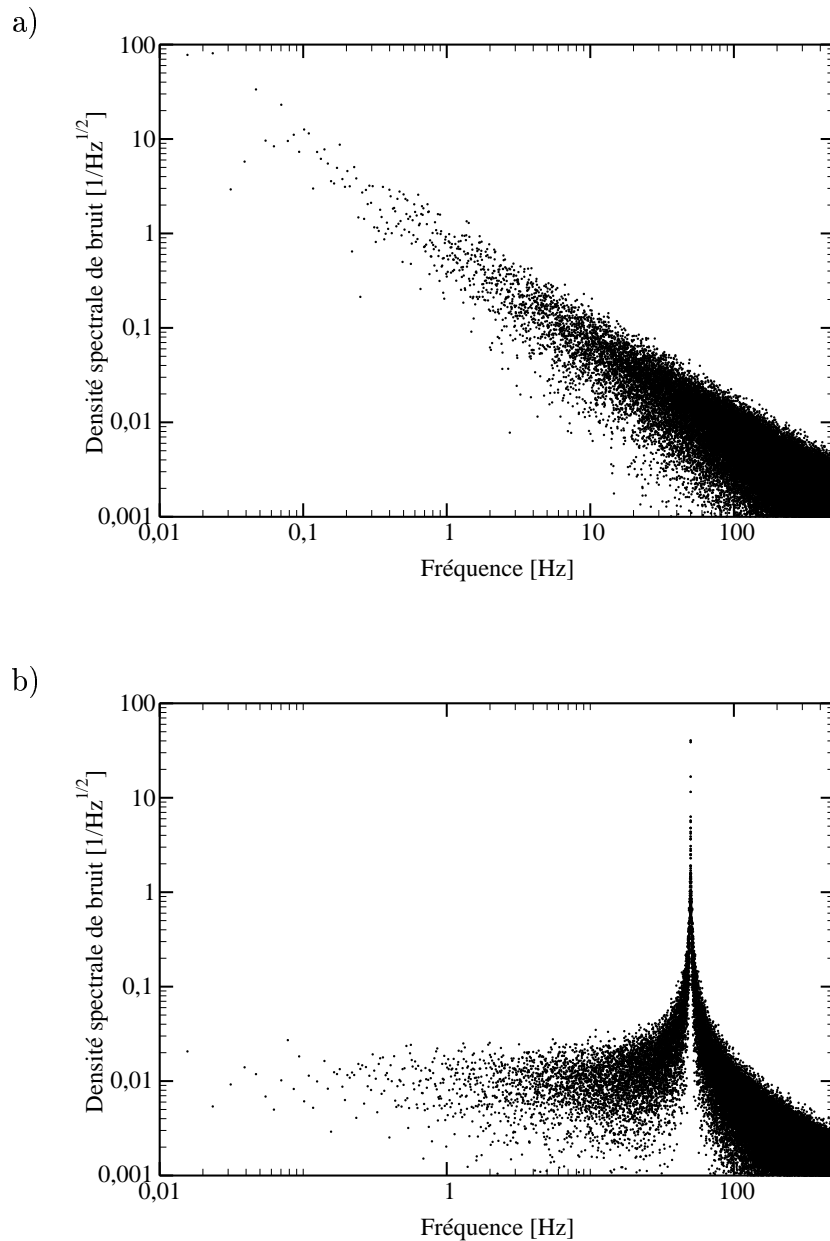 a)
100
10
1
0,1
0,01
0,001
Densité spectrale de bruit [1/Hz^1/2]
0,01 0,1 1 10 100
Fréquence [Hz]
b)
100
10
1
0,1
0,01
0,001
Densité spectrale de bruit [1/Hz^1/2]
0,01 1 100
Fréquence [Hz]